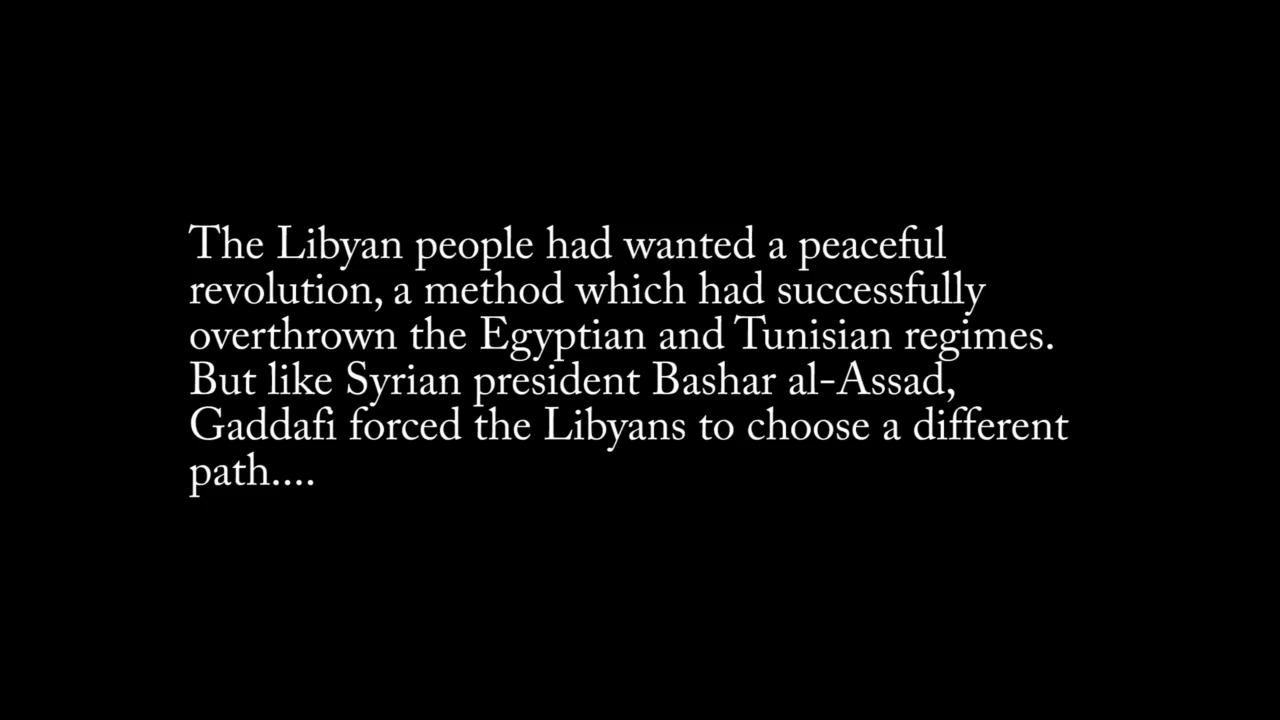 The Libyan people had wanted a peaceful
revolution, a method which had successfully
overthrown the Egyptian and Tunisian regimes.
But like Syrian president Bashar al-Assad,
Gaddafi forced the Libyans to choose a different
path....